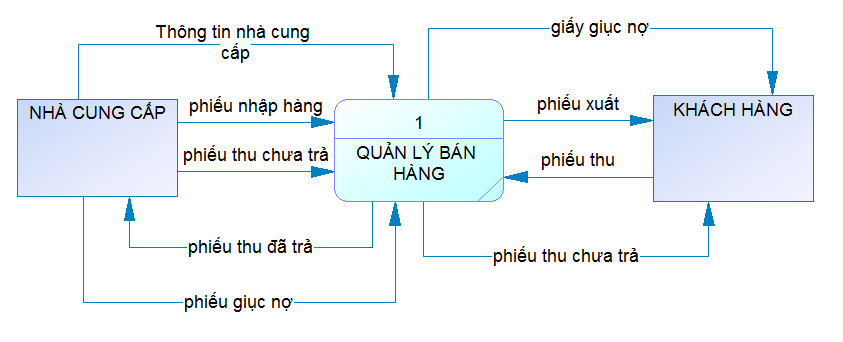 Thông tin nhà cung
cấp
giấy giục nợ
NHÀ CUNG CẤP
phiếu nhập hàng
1
phiếu xuất
KHÁCH HÀNG
phiếu thu chưa trả
QUẢN LÝ BÁN
HÀNG
phiếu thu
phiếu thu đã trả
phiếu thu chưa trả
phiếu giục nợ